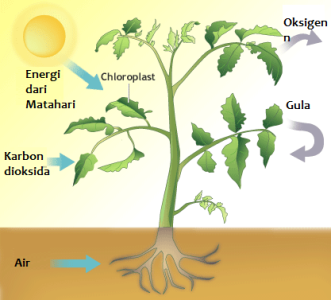 Oksigen
n
Energi
dari
Matahari
Chloroplast
Gula
Karbon
dioksida
Air